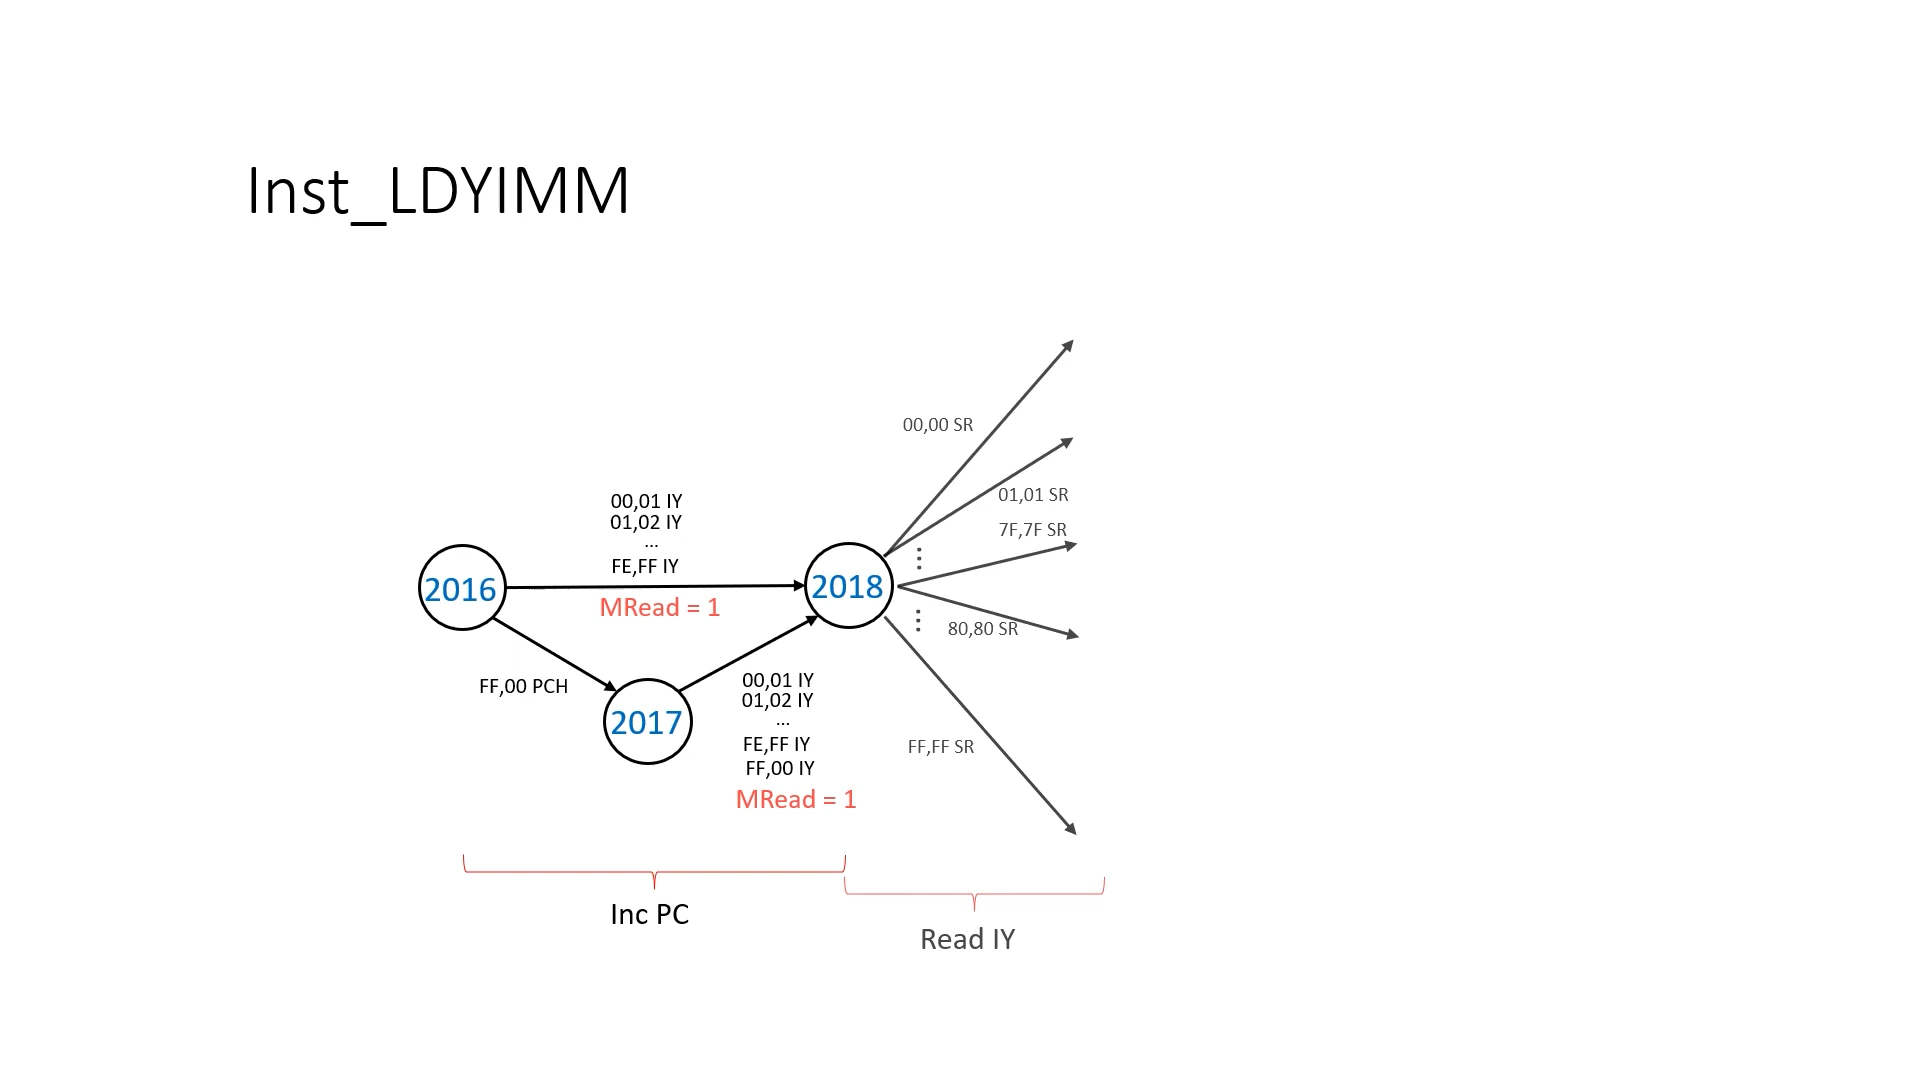 Inst_LDYIMM
00,00 SR
01,01 SR
7F,7F SR
00,01 IY
01,02 IY
...
FE,FF IY
2016
2018
MRead = 1
80,80 SR
FF,00 PCH
2017
00,01 IY
01,02 IY
...
FE,FF IY
FF,00 IY
MRead = 1
FF,FF SR
Inc PC
Read IY